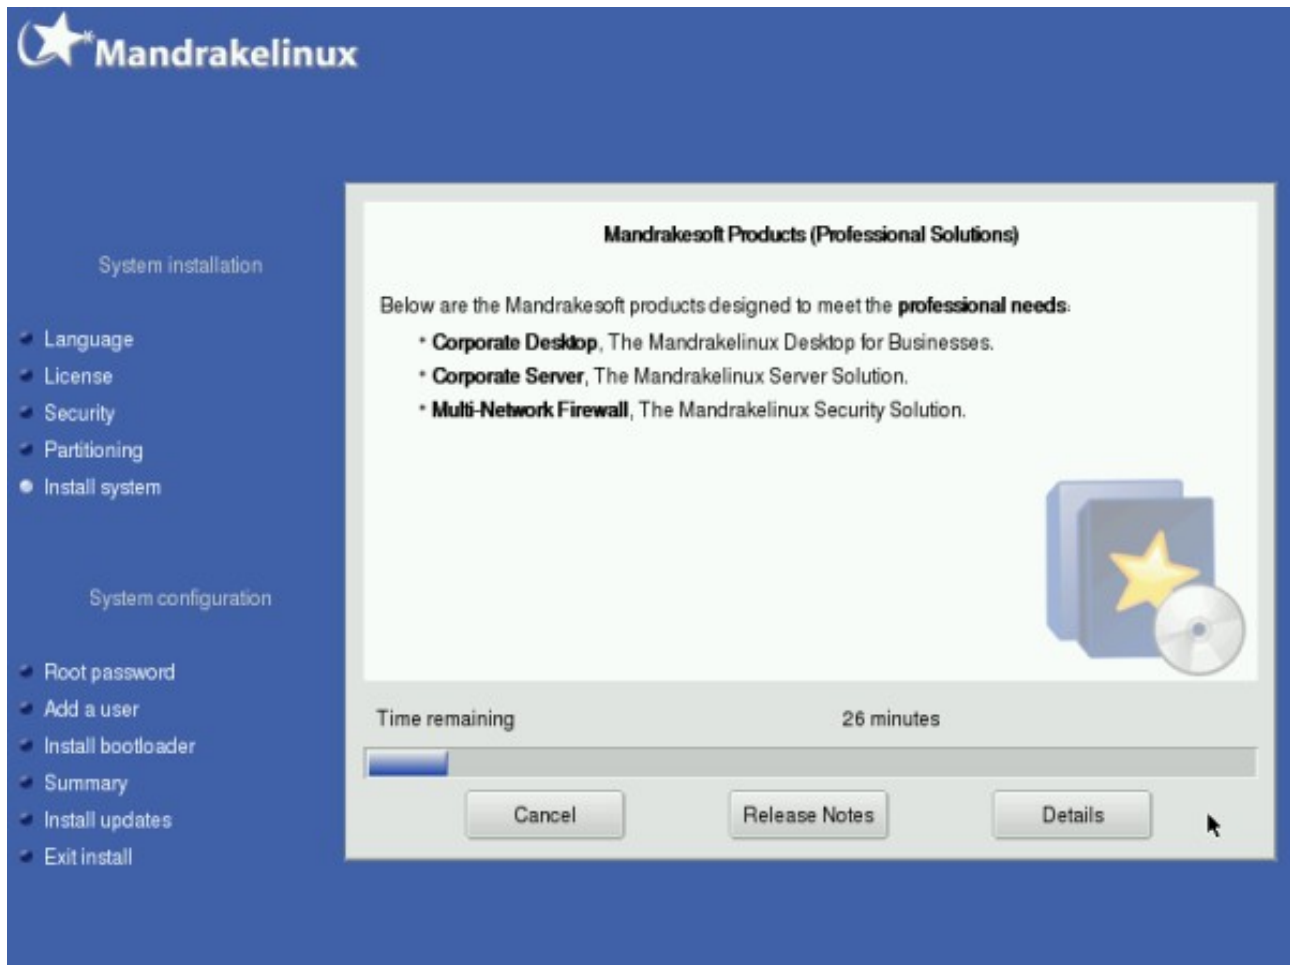 Mandrakelinux
System installation
Language
License
Security
Partitioning
Install system
System configuration
Root password
Add a user
Install bootloader
Summary
Install updates
Exit install
Mandrakesoft Products (Professional Solutions)
Below are the Mandrakesoft products designed to meet the professional needs:
* Corporate Desktop, The Mandrakelinux Desktop for Businesses.
* Corporate Server, The Mandrakelinux Server Solution.
* Multi-Network Firewall, The Mandrakelinux Security Solution.
Time remaining 26 minutes
Cancel Release Notes Details